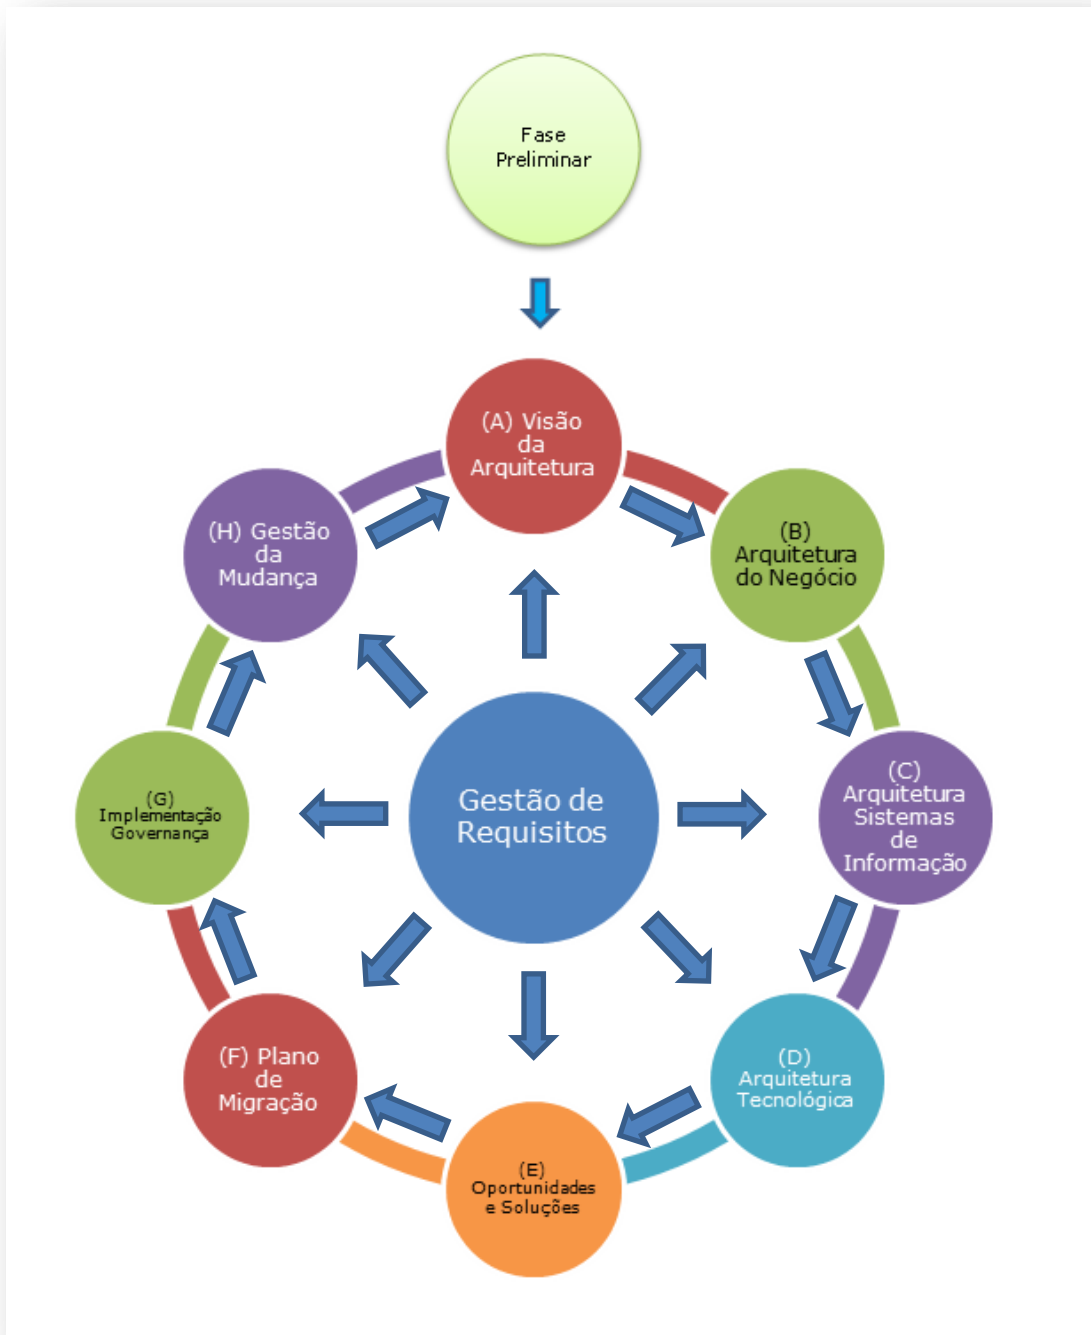 Fase
Preliminar
(A) Visão
da
Arquitetura
(B)
Arquitetura
do Negócio
(C)
Arquitetura
Sistemas
de
Informação
(D)
Arquitetura
Tecnológica
(E)
Oportunidades
e Soluções
(F) Plano
de
Migração
(G)
Implementação
Governança
(H) Gestão
da
Mudança
Gestão de
Requisitos